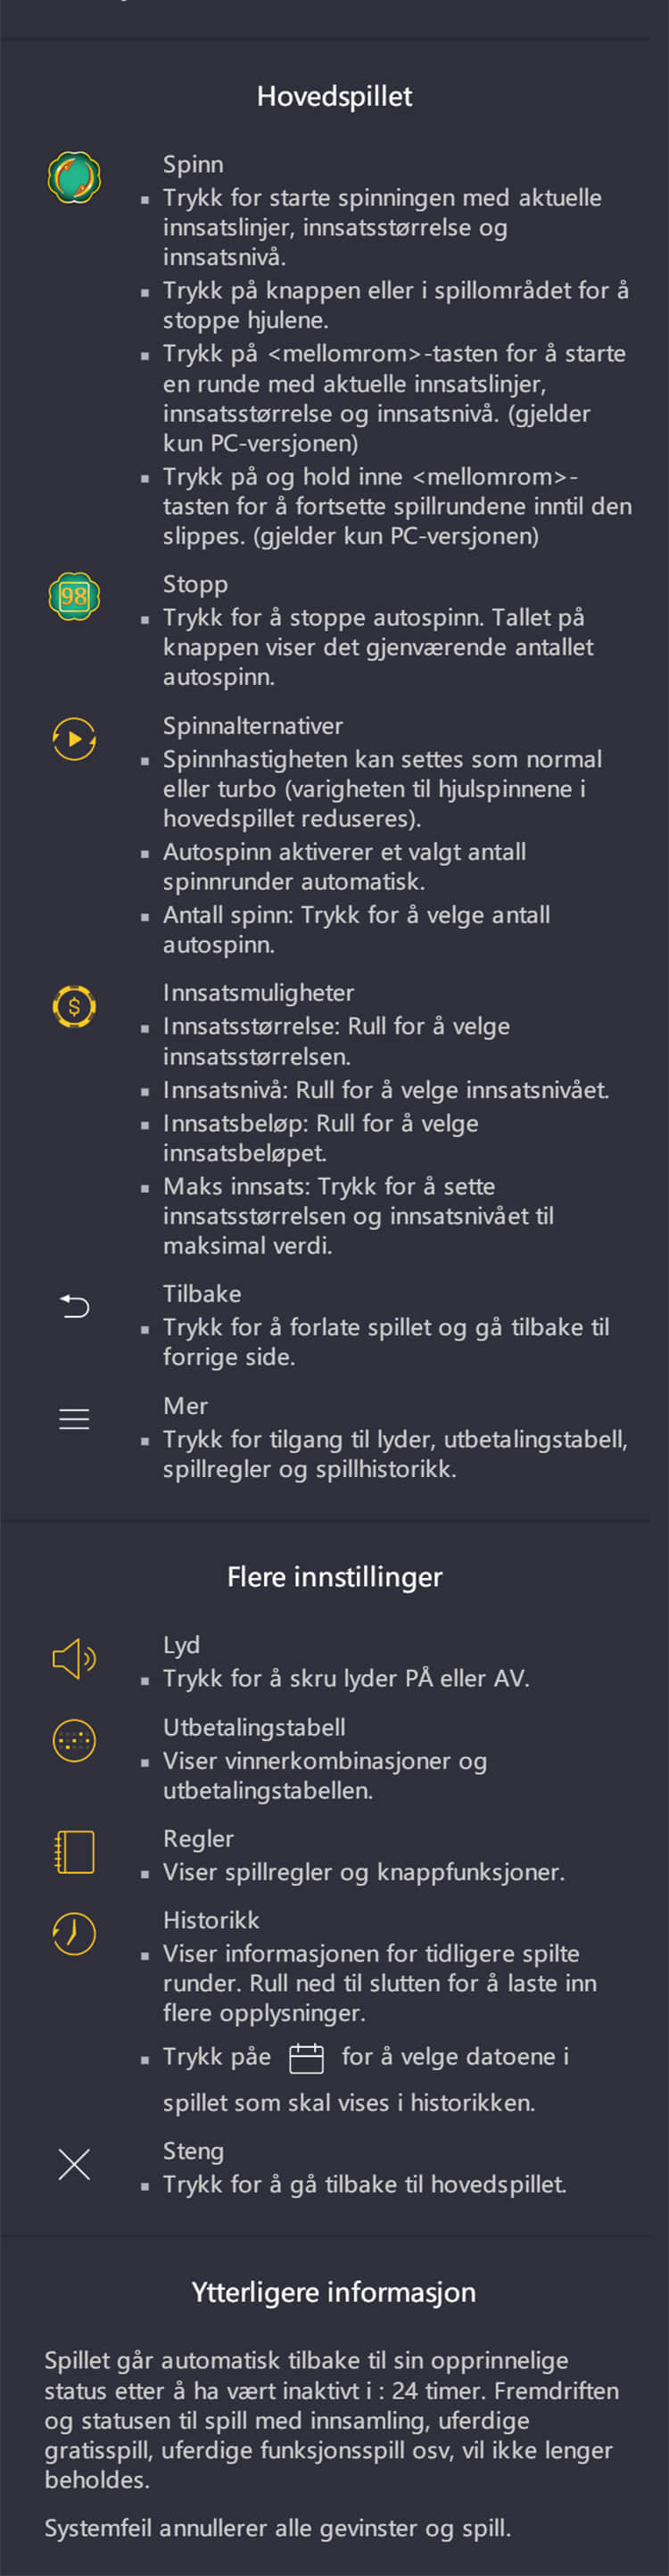 Hovedspillet
Spinn
▪ Trykk for starte spinningen med aktuelle
innsatslinjer, innsatsstørrelse og
innsatsnivå.
▪ Trykk på knappen eller i spillområdet for å
stoppe hjulene.
▪ Trykk på <mellomrom>-tasten for å starte
en runde med aktuelle innsatslinjer,
innsatsstørrelse og innsatsnivå. (gjelder
kun PC-versjonen)
▪ Trykk på og hold inne <mellomrom>-
tasten for å fortsette spillrundene inntil den
slippes. (gjelder kun PC-versjonen)
98
Stopp
▪ Trykk for å stoppe autospinn. Tallet på
knappen viser det gjenværende antallet
autospinn.
Spinnalternativer
▪ Spinnhastigheten kan settes som normal
eller turbo (varigheten til hjulspinnene i
hovedspillet reduseres).
▪ Autospinn aktiverer et valgt antall
spinnrunder automatisk.
▪ Antall spinn: Trykk for å velge antall
autospinn.
$
Innsatsmuligheter
▪ Innsatsstørrelse: Rull for å velge
innsatsstørrelsen.
▪ Innsatsnivå: Rull for å velge innsatsnivået.
▪ Innsatsbeløp: Rull for å velge
innsatsbeløpet.
▪ Maks innsats: Trykk for å sette
innsatsstørrelsen og innsatsnivået til
maksimal verdi.
Tilbake
▪ Trykk for å forlate spillet og gå tilbake til
forrige side.
Mer
▪ Trykk for tilgang til lyder, utbetalingstabell,
spillregler og spillhistorikk.
Flere innstillinger
Lyd
▪ Trykk for å skru lyder PÅ eller AV.
Utbetalingstabell
▪ Viser vinnerkombinasjoner og
utbetalingstabellen.
Regler
▪ Viser spillregler og knappfunksjoner.
Historikk
▪ Viser informasjonen for tidligere spilte
runder. Rull ned til slutten for å laste inn
flere opplysninger.
▪ Trykk påe for å velge datoene i
spillet som skal vises i historikken.
Steng
▪ Trykk for å gå tilbake til hovedspillet.
Ytterligere informasjon
Spillet går automatisk tilbake til sin opprinnelige
status etter å ha vært inaktivt i : 24 timer. Fremdriften
og statusen til spill med innsamling, uferdige
gratisspill, uferdige funksjonsspill osv, vil ikke lenger
beholdes.
Systemfeil annullerer alle gevinster og spill.